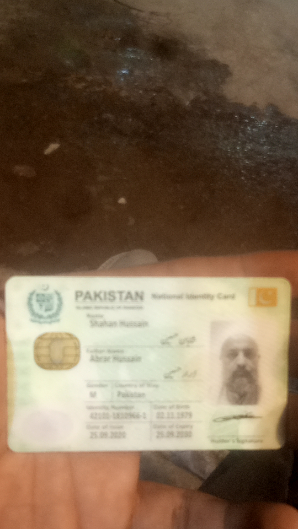 PAKISTAN National Identity Card
ISLAMIC REPUBLIC OF PAKISTAN
Name
Shahan Hussain
Father Name
Abrar Hussain
Gender Country of Stay
M Pakistan
Identity Number Date of Birth
42101-1810966-1 02.11.1979
Date of Issue Date of Expiry
25.09.2020 25.09.2030
Holder's Signature